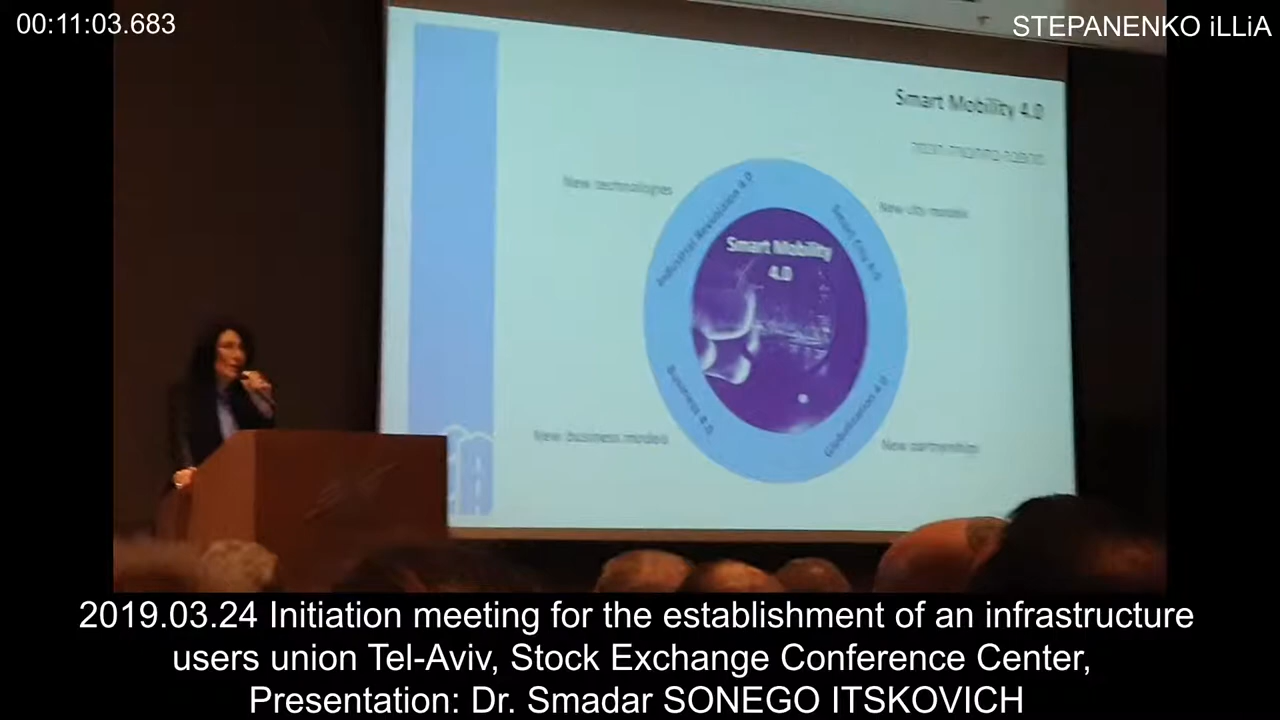 00:11:03.683
STEPANENKO iLLiA
Smart Mobility 4.0
New technologies
New city models
Industrial Revolution 4.0
Smart City 4.0
Smart Mobility
4.0
Business 4.0
Globalization 4.0
New business models
New partnerships
2019.03.24 Initiation meeting for the establishment of an infrastructure
users union Tel-Aviv, Stock Exchange Conference Center,
Presentation: Dr. Smadar SONEGO ITSKOVICH